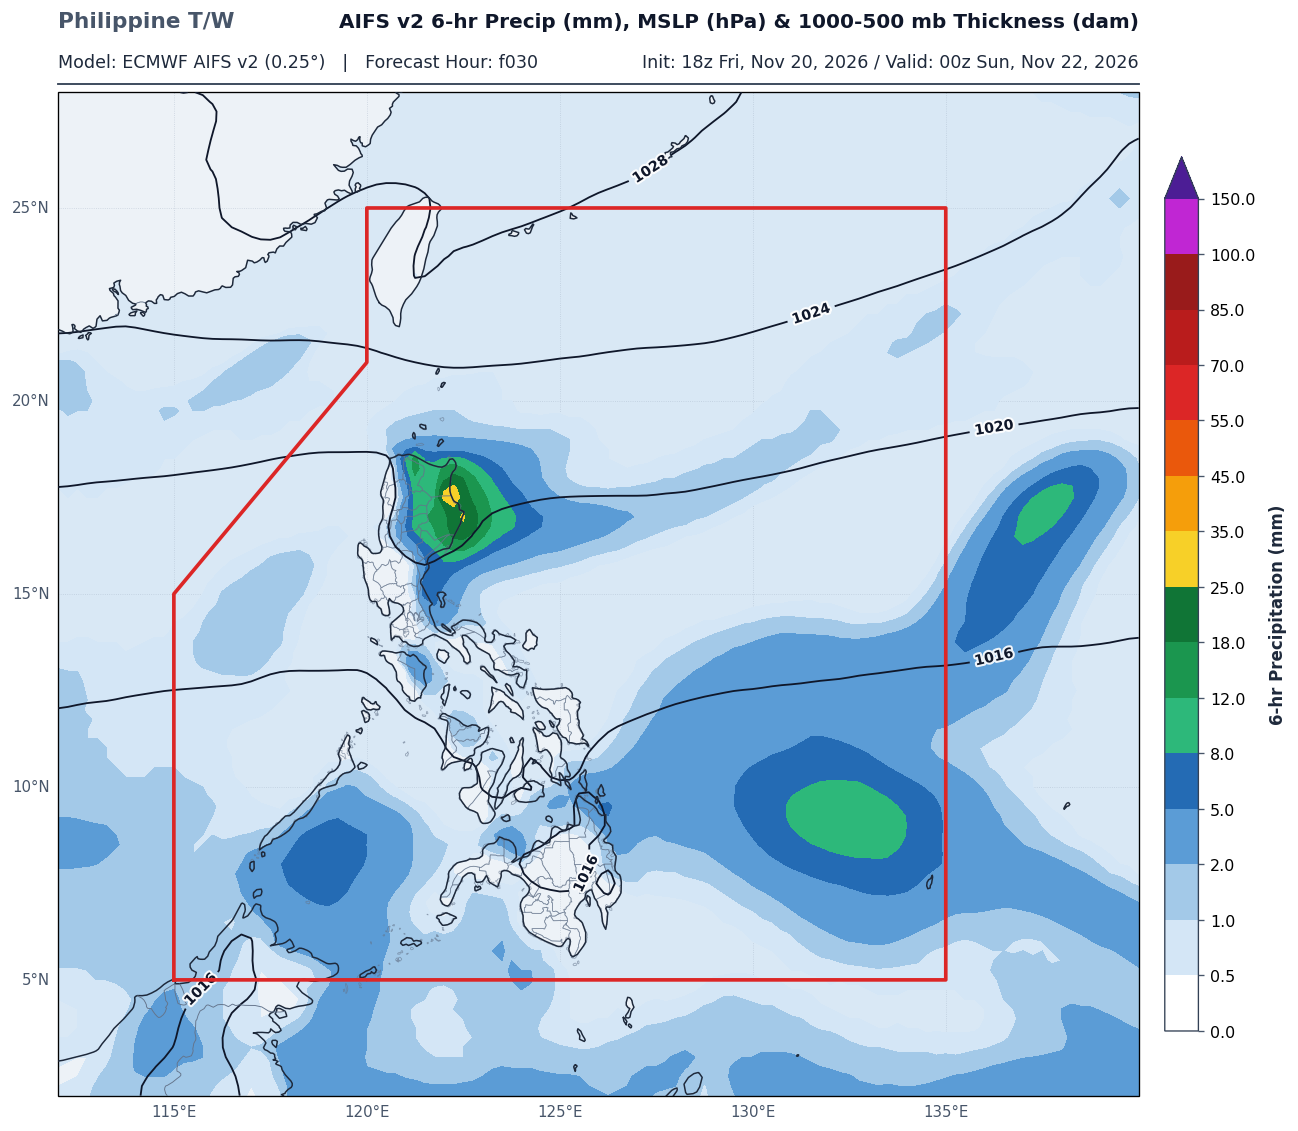 Philippine T/W
AIFS v2 6-hr Precip (mm), MSLP (hPa) & 1000-500 mb Thickness (dam)
Model: ECMWF AIFS v2 (0.25°)   |   Forecast Hour: f030
Init: 18z Fri, Nov 20, 2026 / Valid: 00z Sun, Nov 22, 2026
1028
1024
1020
1016
1016
1016
25°N
20°N
15°N
10°N
5°N
115°E
120°E
125°E
130°E
135°E
150.0
100.0
85.0
70.0
55.0
45.0
35.0
25.0
18.0
12.0
8.0
5.0
2.0
1.0
0.5
0.0
6-hr Precipitation (mm)